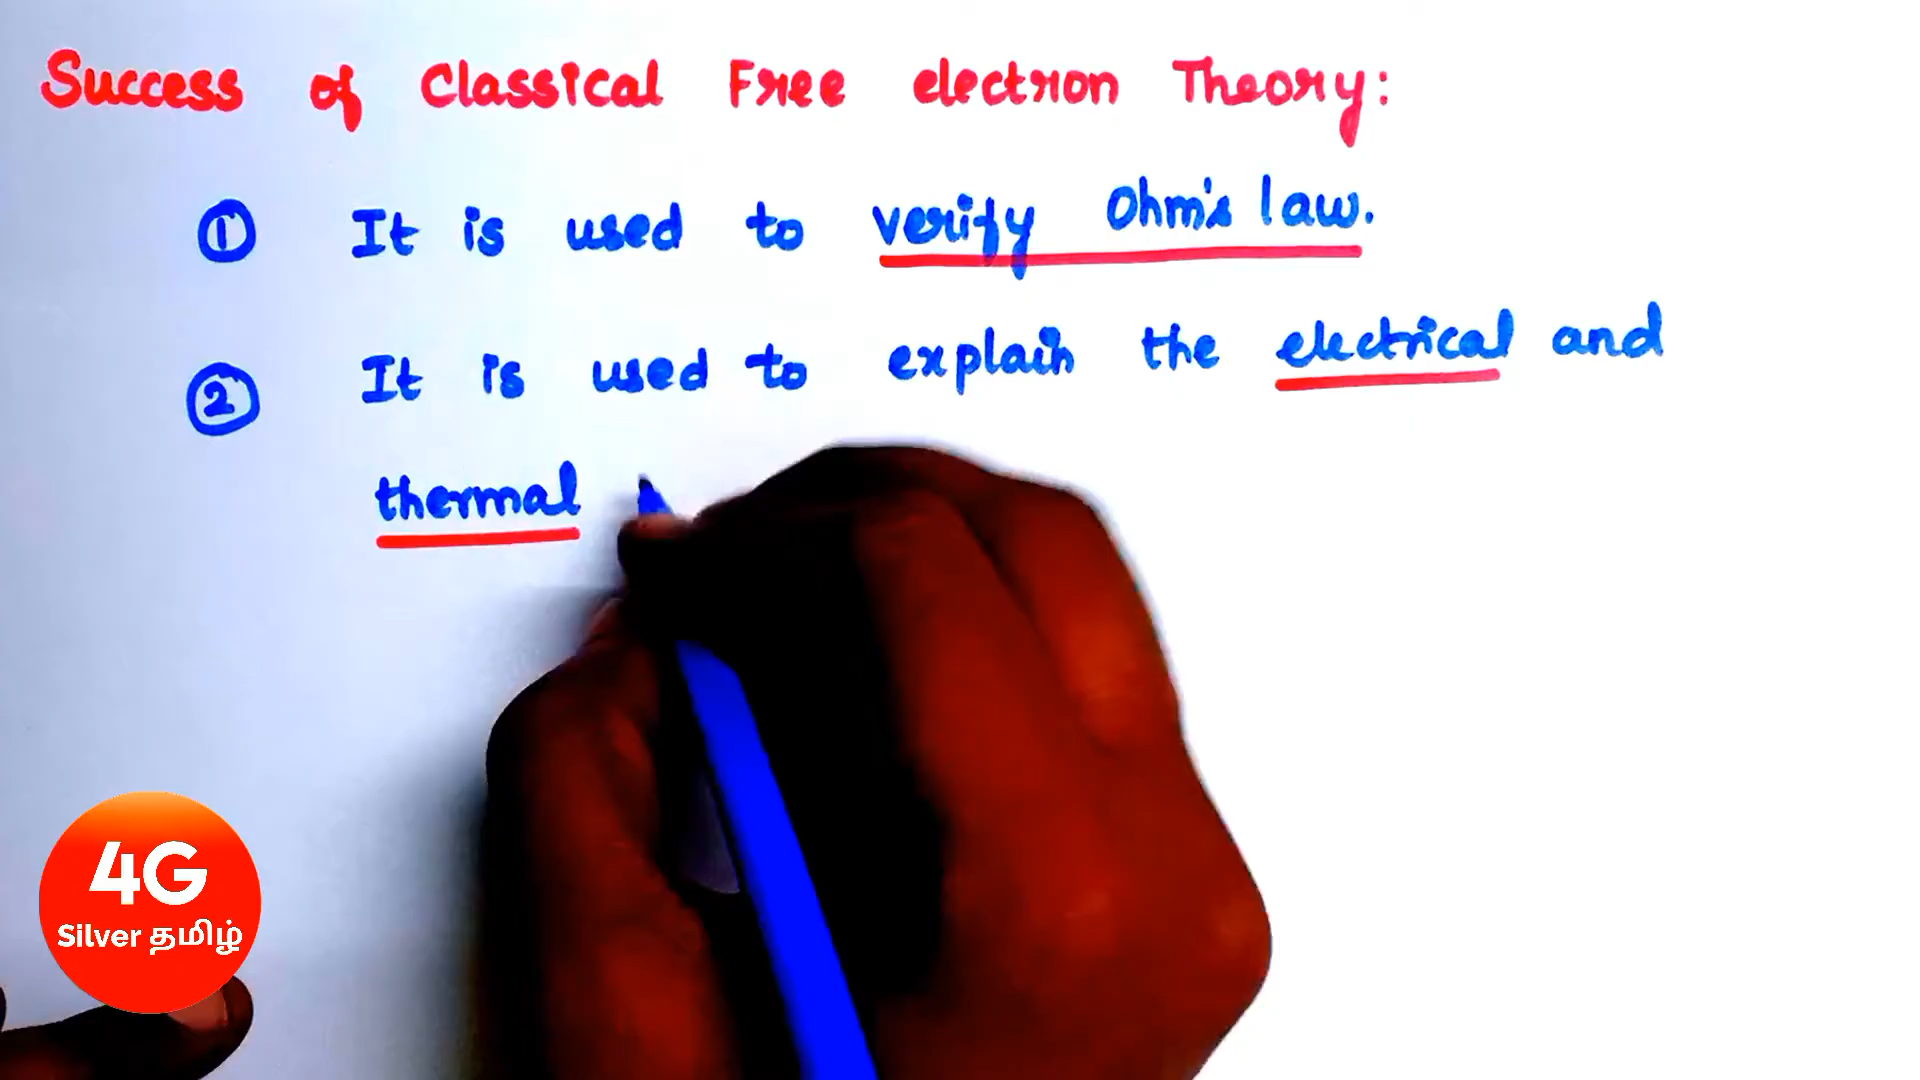 Success of Classical Free electron Theory:
① It is used to verify Ohm's law.
② It is used to explain the electrical and
thermal
4G
Silver தமிழ்